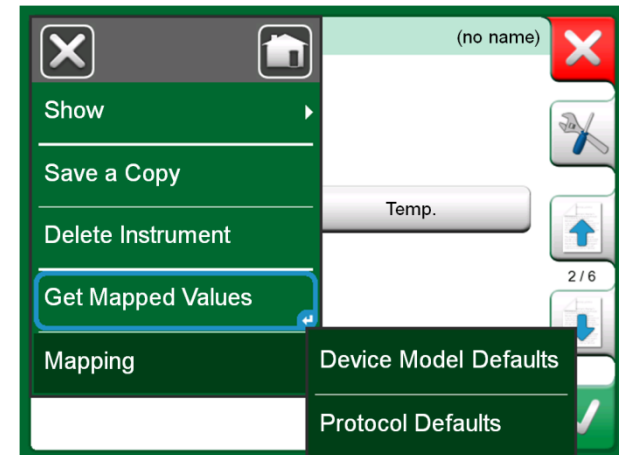 (no name)
Show
Save a Copy
Temp.
Delete Instrument
2 / 6
Get Mapped Values
Mapping
Device Model Defaults
Protocol Defaults